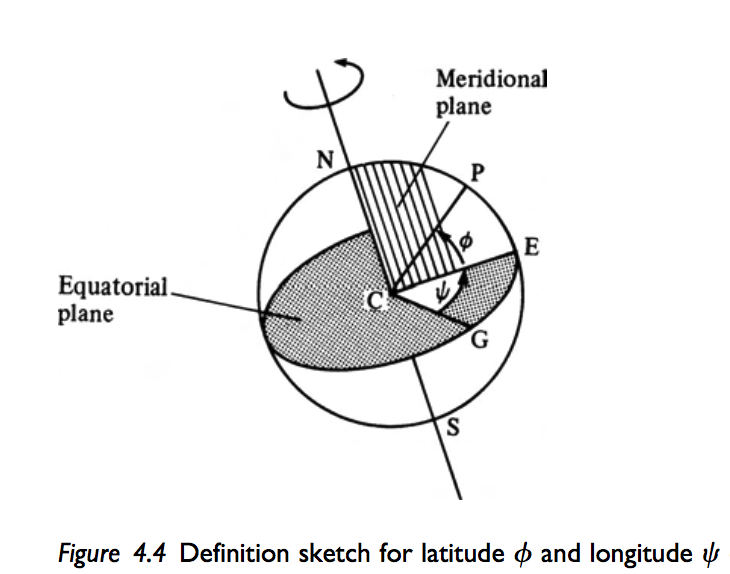 Meridional
plane
N
P
ϕ
E
Equatorial
plane
C
ψ
G
S
Figure 4.4 Definition sketch for latitude ϕ and longitude ψ